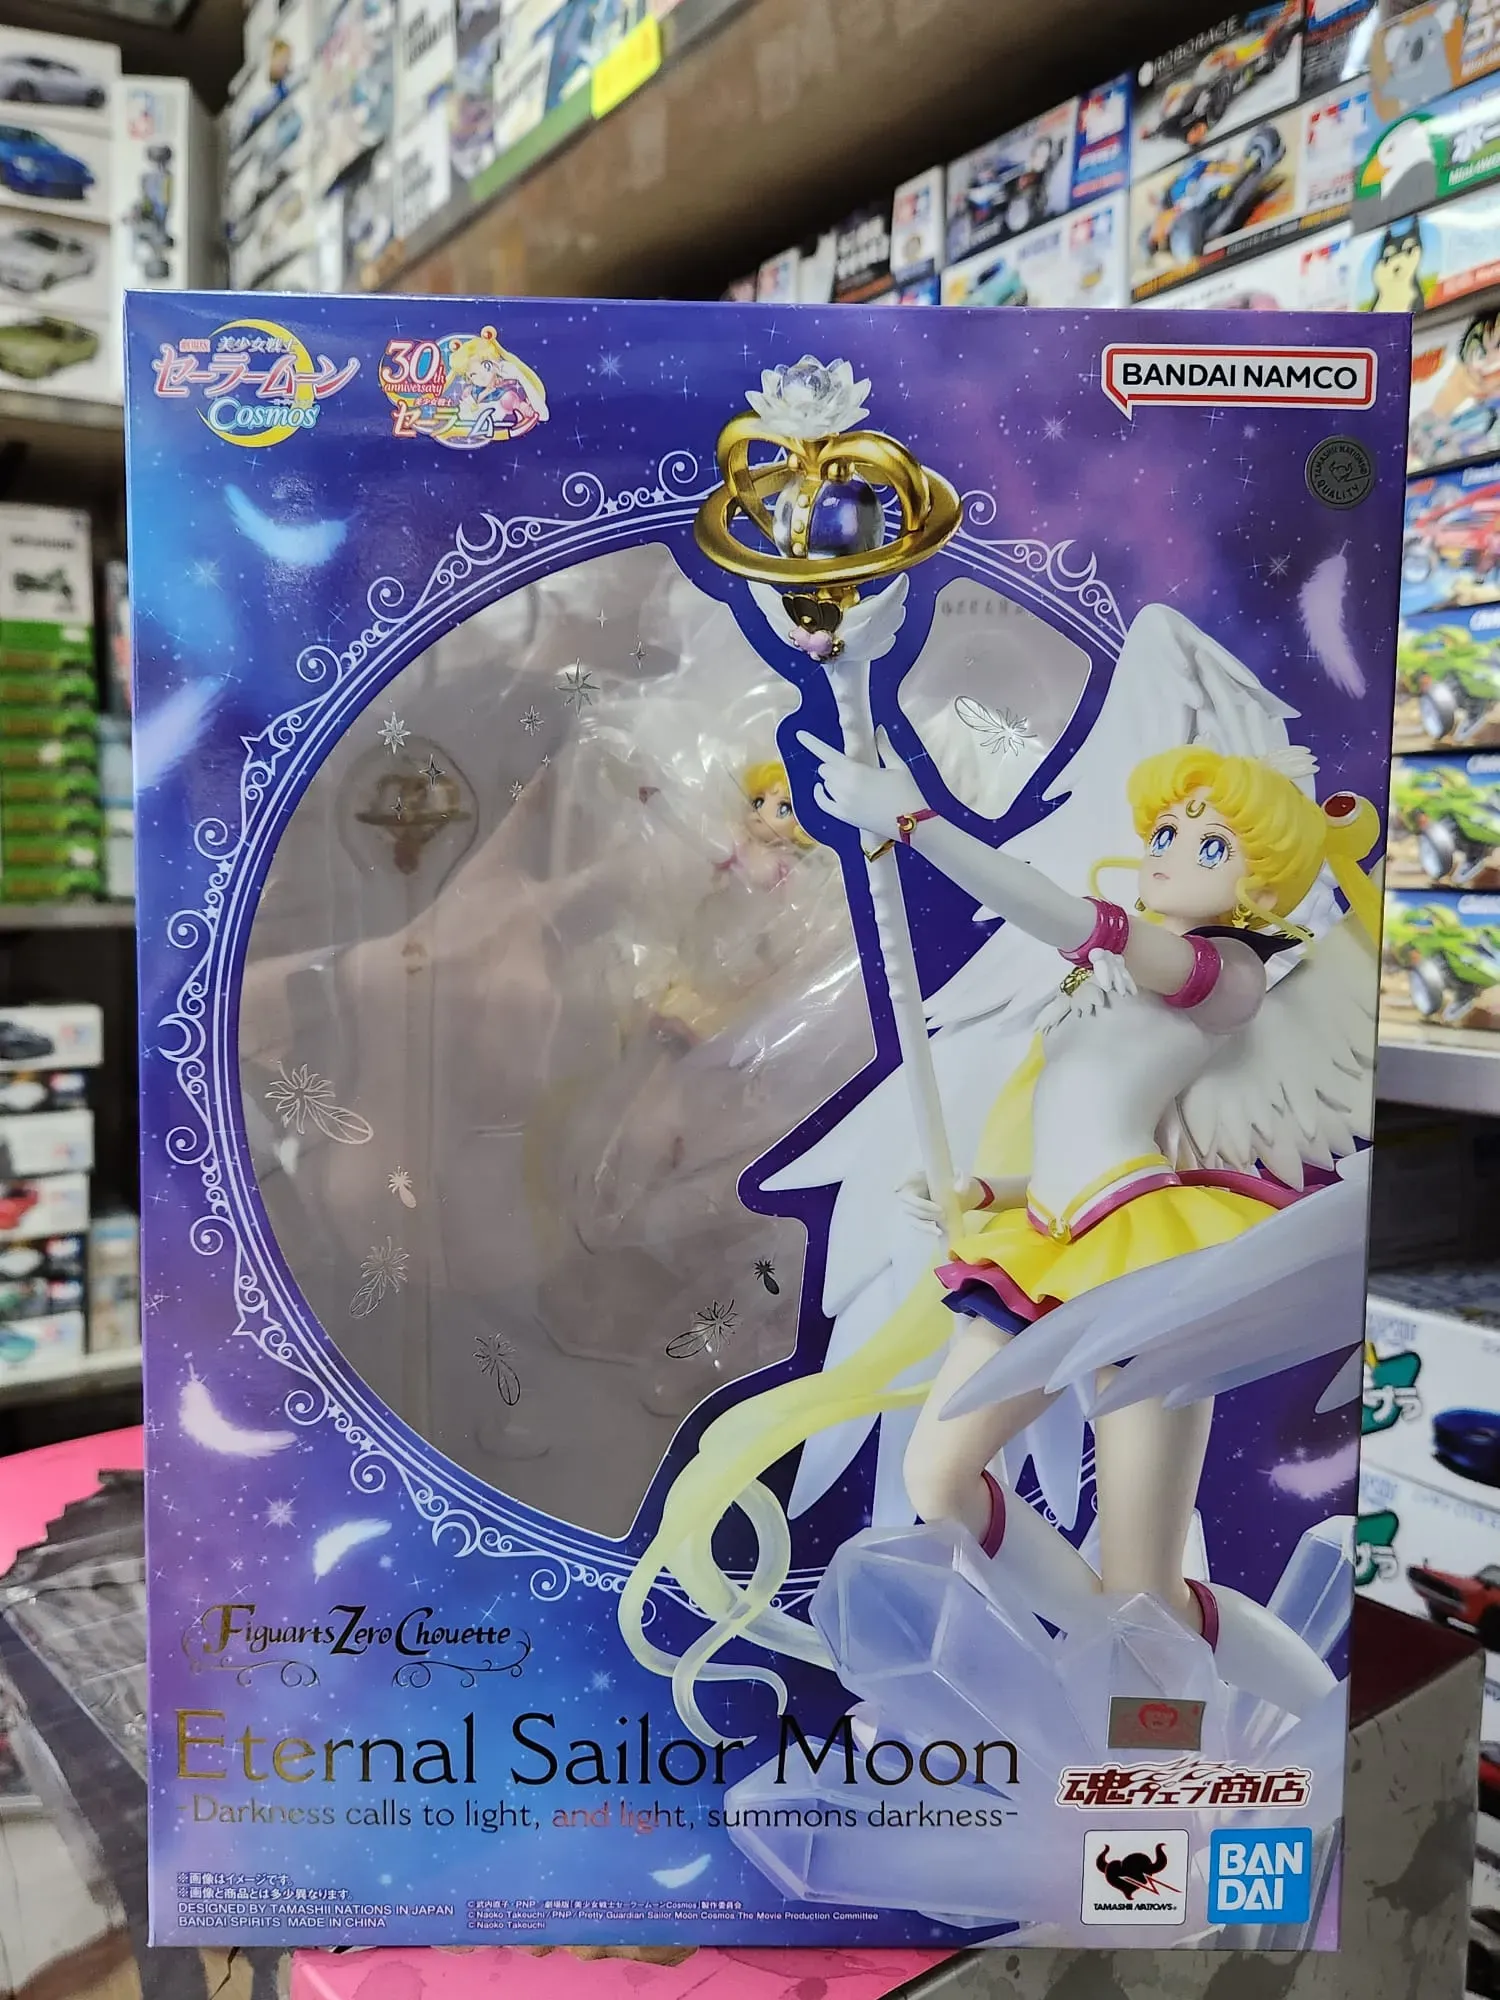 ROBORACE
劇場版 美少女戦士
セーラームーン
Cosmos
30th
anniversary
美少女戦士
セーラームーン
BANDAI NAMCO
TAMASHII NATIONS
QUALITY
Figuarts Zero Chouette
Eternal Sailor Moon
-Darkness calls to light, and light, summons darkness-
魂ウェブ商店
※画像はイメージです。
※画像と商品とは多少異なります。
DESIGNED BY TAMASHII NATIONS IN JAPAN
BANDAI SPIRITS MADE IN CHINA
©武内直子・PNP／劇場版「美少女戦士セーラームーンCosmos」製作委員会
©Naoko Takeuchi/PNP/Pretty Guardian Sailor Moon Cosmos The Movie Production Committee
©Naoko Takeuchi
TAMASHII NATIONS
BAN
DAI